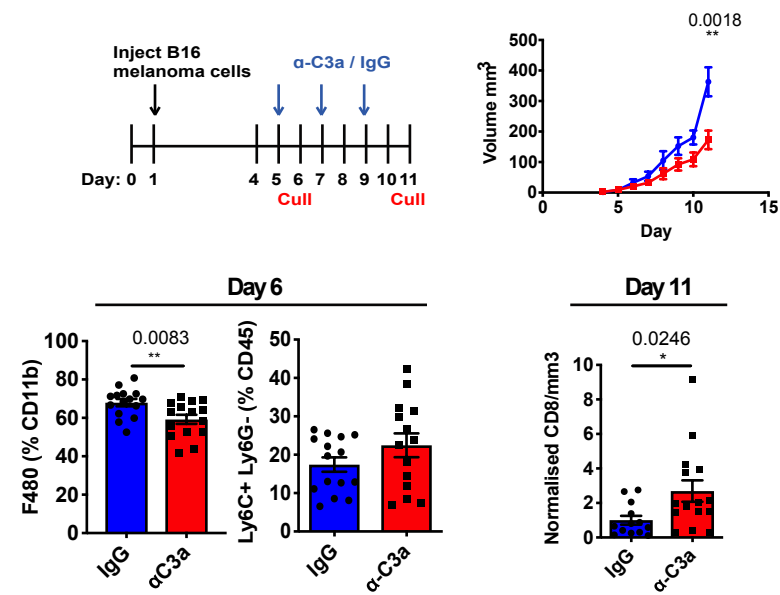 Inject B16
melanoma cells
α-C3a / IgG
Day: 0 1 4 5 6 7 8 9 10 11
Cull Cull
0.0018
**
Volume mm3
500
400
300
200
100
0
0 5 10 15
Day
Day 6
F480 (% CD11b)
100
80
60
40
20
0
0.0083
**
IgG αC3a
Ly6C+ Ly6G- (% CD45)
50
40
30
20
10
0
IgG α-C3a
Day 11
Normalised CD8/mm3
10
8
6
4
2
0
0.0246
*
IgG α-C3a